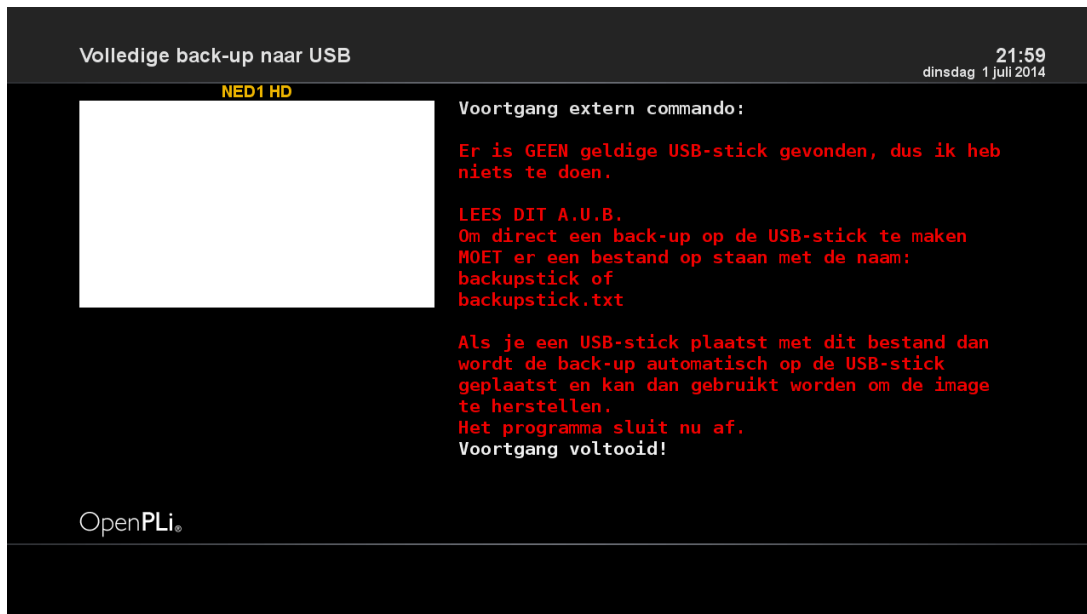 Volledige back-up naar USB
21:59
dinsdag 1 juli 2014
NED1 HD
Voortgang extern commando:
Er is GEEN geldige USB-stick gevonden, dus ik heb
niets te doen.
LEES DIT A.U.B.
Om direct een back-up op de USB-stick te maken
MOET er een bestand op staan met de naam:
backupstick of
backupstick.txt
Als je een USB-stick plaatst met dit bestand dan
wordt de back-up automatisch op de USB-stick
geplaatst en kan dan gebruikt worden om de image
te herstellen.
Het programma sluit nu af.
Voortgang voltooid!
OpenPLi®